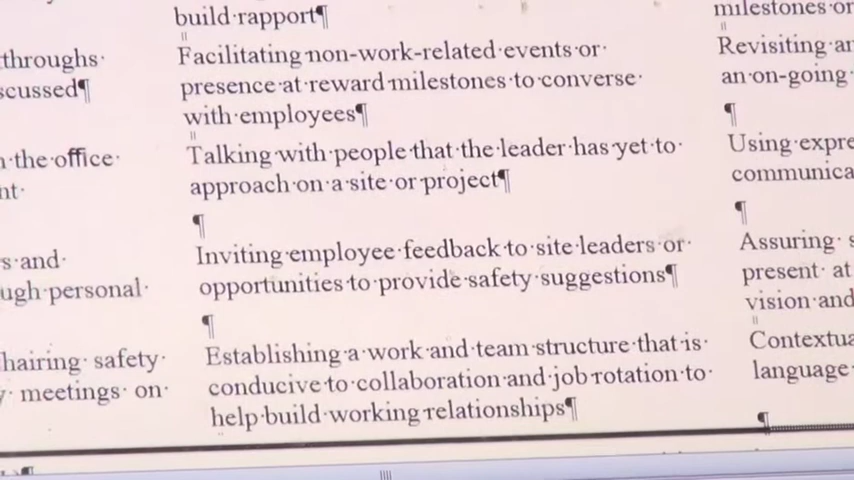 build rapport¶
Facilitating non-work-related events or
presence at reward milestones to converse
with employees¶
Talking with people that the leader has yet to
approach on a site or project¶
¶
Inviting employee feedback to site leaders or
opportunities to provide safety suggestions¶
¶
Establishing a work and team structure that is
conducive to collaboration and job rotation to
help build working relationships¶
throughs
scussed¶
the office
nt
s and
ugh personal
hairing safety
meetings on
milestones or
Revisiting an
an on-going
¶
Using expre
communica
¶
Assuring s
present at
vision and
Contextua
language
¶